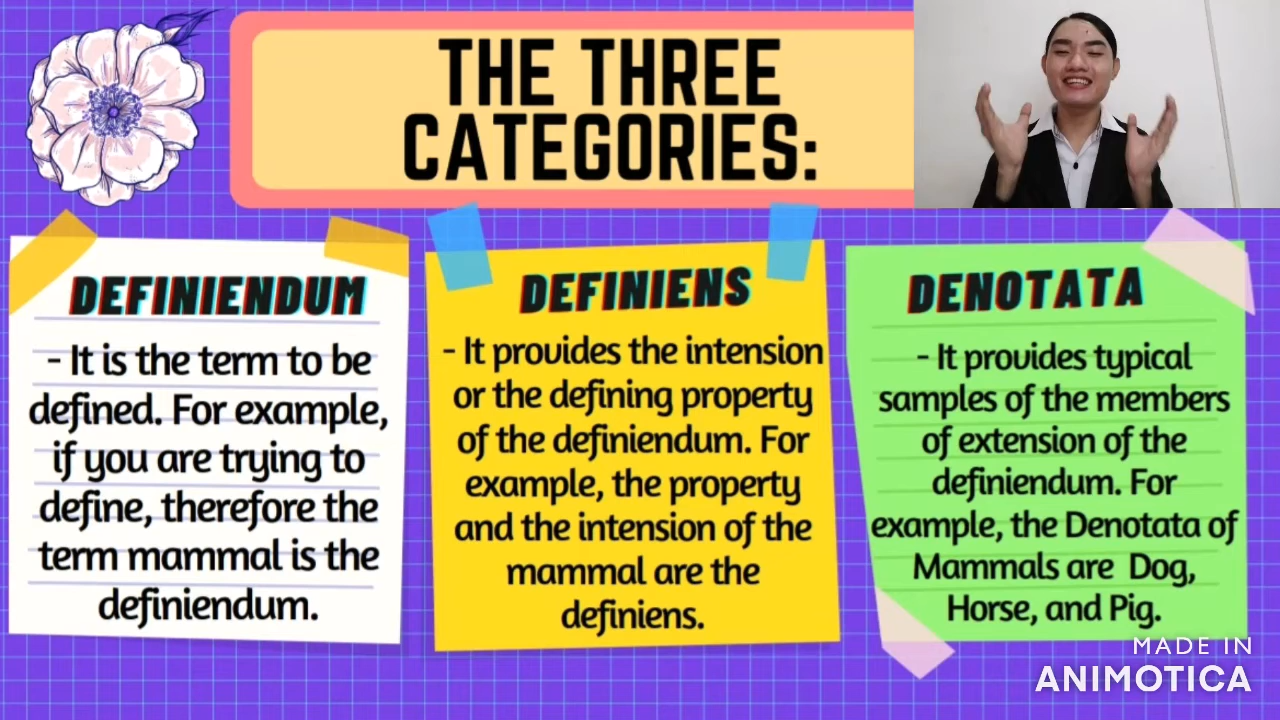 THE THREE
CATEGORIES:
DEFINIENDUM
- It is the term to be
defined. For example,
if you are trying to
define, therefore the
term mammal is the
definiendum.
DEFINIENS
- It provides the intension
or the defining property
of the definiendum. For
example, the property
and the intension of the
mammal are the
definiens.
DENOTATA
- It provides typical
samples of the members
of extension of the
definiendum. For
example, the Denotata of
Mammals are Dog,
Horse, and Pig.
MADE IN
ANIMOTICA